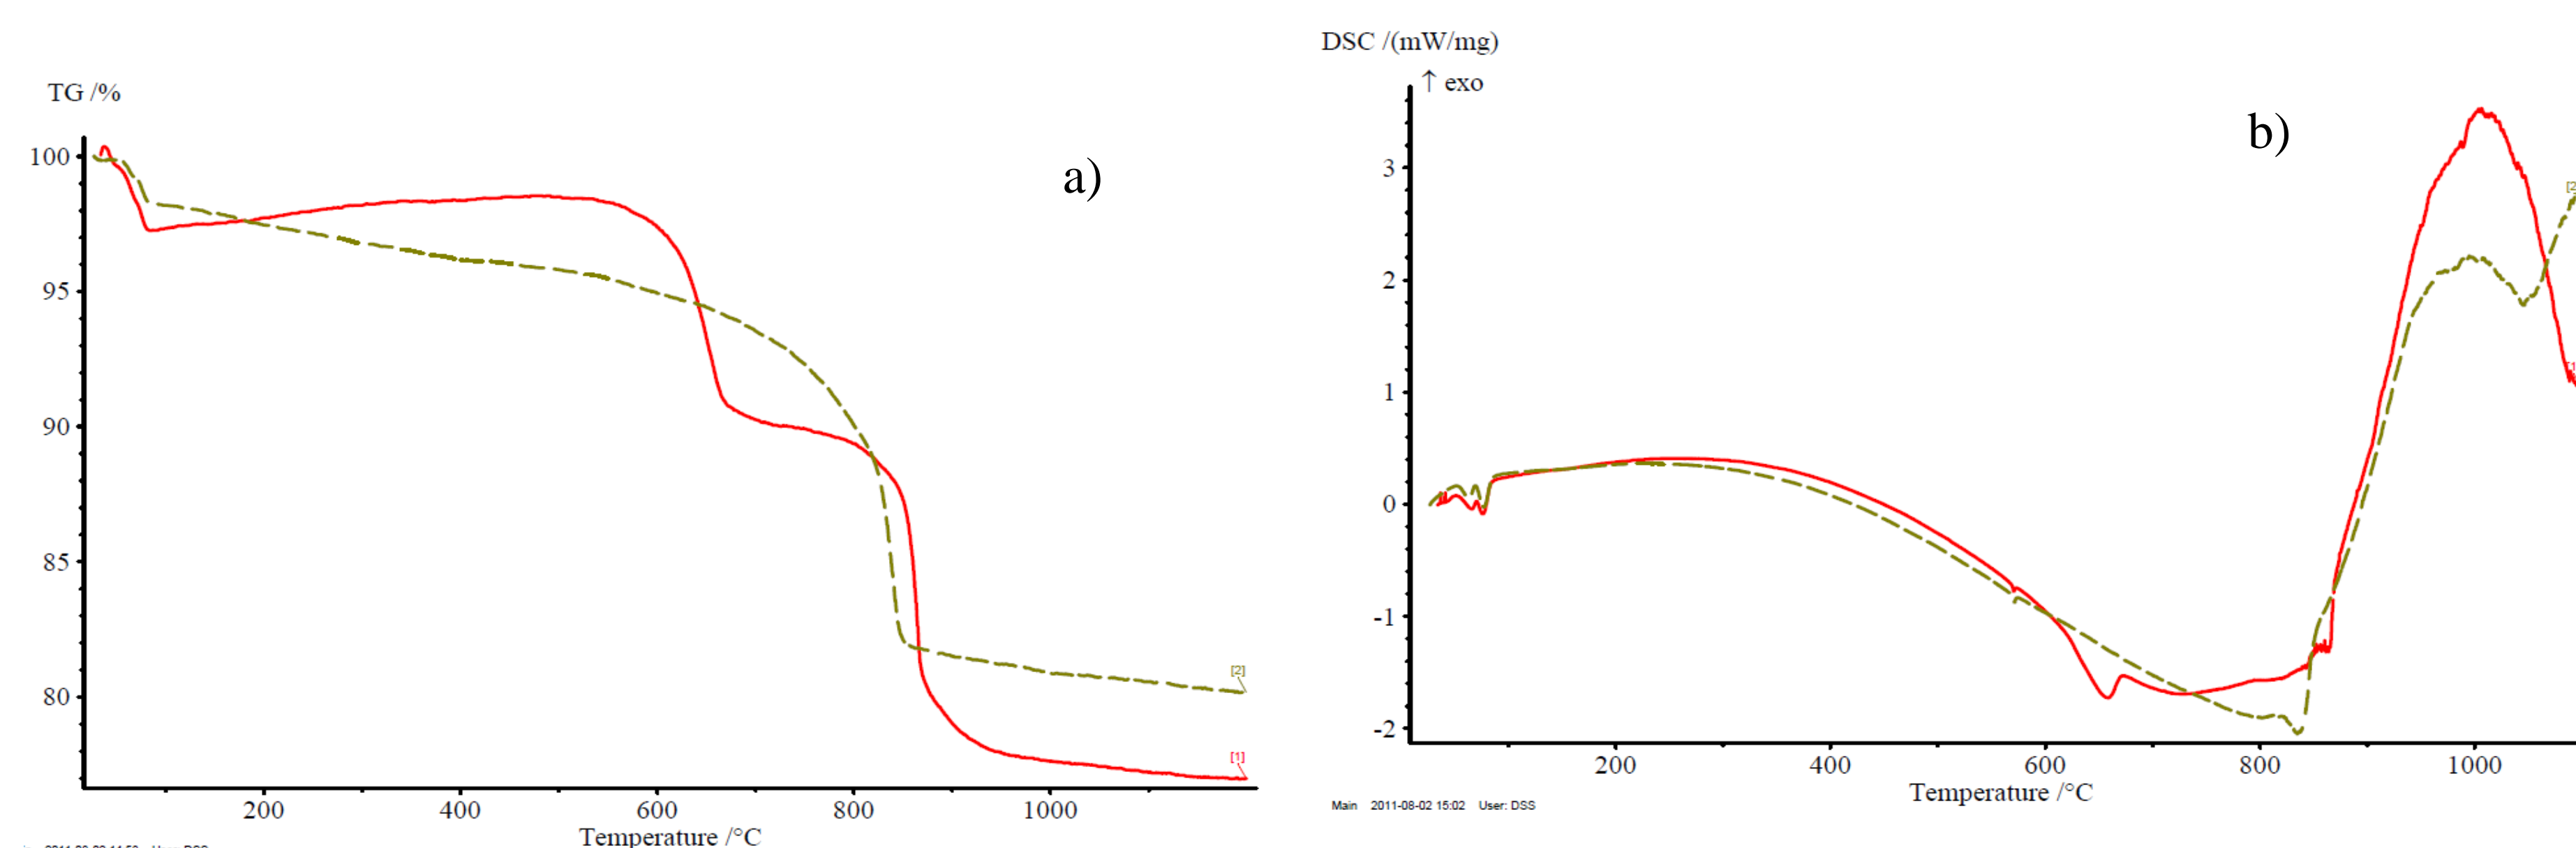 TG /%
a)
100
95
90
85
80
[2]
[1]
200 400 600 800 1000
Temperature /°C
DSC /(mW/mg)
↑ exo
b)
3
2
1
0
-1
-2
200 400 600 800 1000
Temperature /°C
Main 2011-08-02 15:02 User: DSS